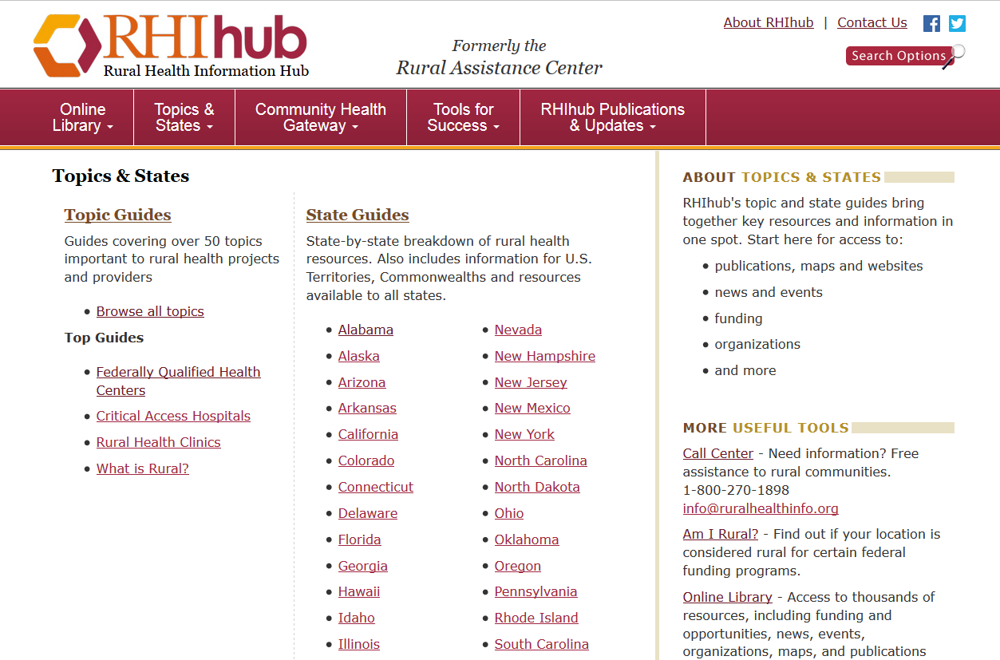 RHIhub
Rural Health Information Hub
Formerly the
Rural Assistance Center
About RHIhub | Contact Us
Search Options
Online
Library
Topics &
States
Community Health
Gateway
Tools for
Success
RHIhub Publications
& Updates
Topics & States
Topic Guides
Guides covering over 50 topics
important to rural health projects
and providers
• Browse all topics
Top Guides
• Federally Qualified Health
Centers
• Critical Access Hospitals
• Rural Health Clinics
• What is Rural?
State Guides
State-by-state breakdown of rural health
resources. Also includes information for U.S.
Territories, Commonwealths and resources
available to all states.
• Alabama
• Alaska
• Arizona
• Arkansas
• California
• Colorado
• Connecticut
• Delaware
• Florida
• Georgia
• Hawaii
• Idaho
• Illinois
• Nevada
• New Hampshire
• New Jersey
• New Mexico
• New York
• North Carolina
• North Dakota
• Ohio
• Oklahoma
• Oregon
• Pennsylvania
• Rhode Island
• South Carolina
ABOUT TOPICS & STATES
RHIhub's topic and state guides bring
together key resources and information in
one spot. Start here for access to:
• publications, maps and websites
• news and events
• funding
• organizations
• and more
MORE USEFUL TOOLS
Call Center - Need information? Free
assistance to rural communities.
1-800-270-1898
info@ruralhealthinfo.org
Am I Rural? - Find out if your location is
considered rural for certain federal
funding programs.
Online Library - Access to thousands of
resources, including funding and
opportunities, news, events,
organizations, maps, and publications